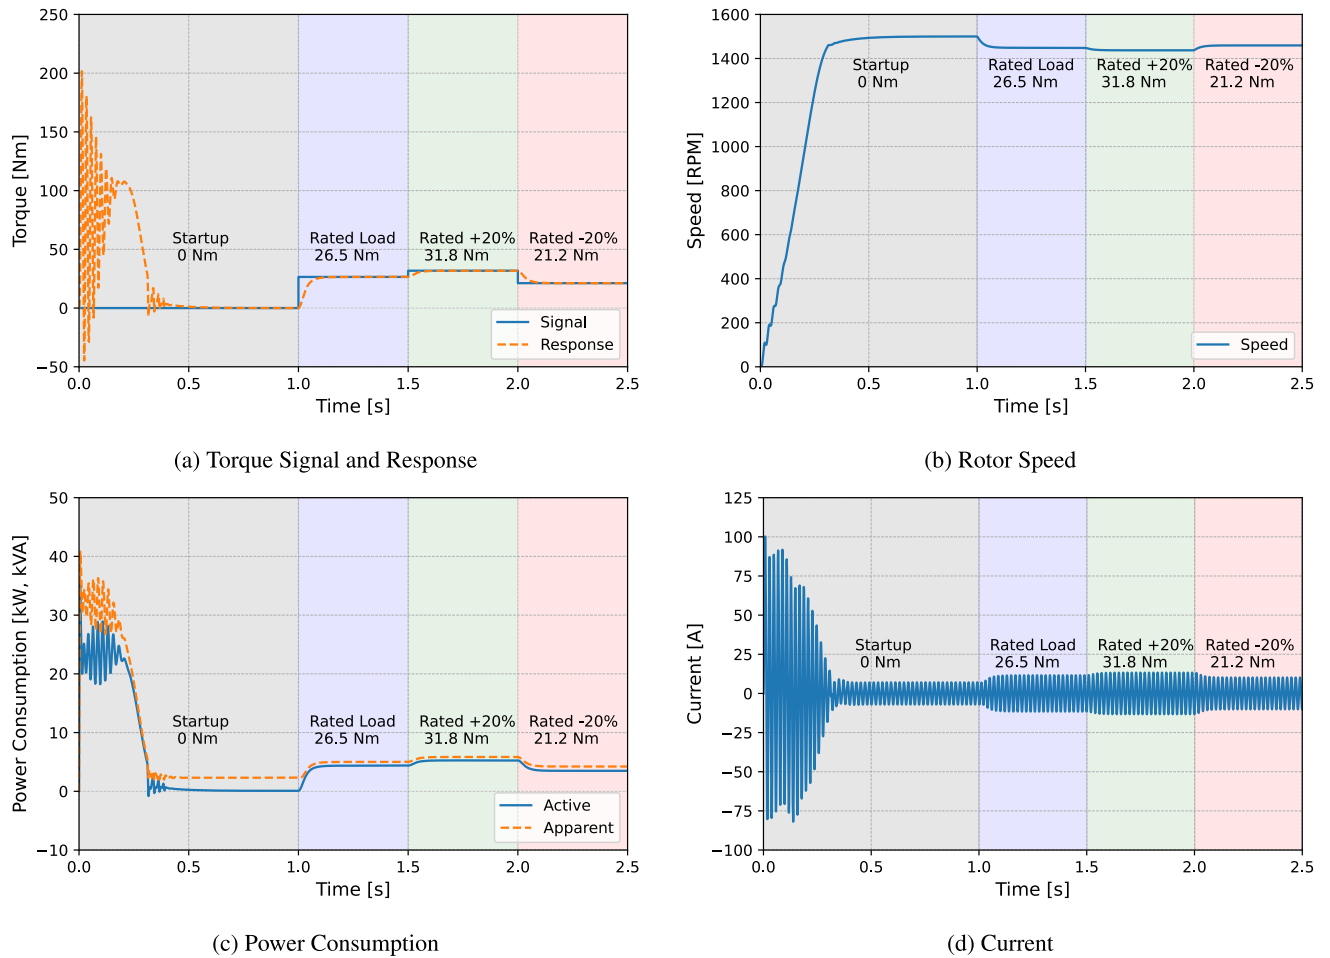 250
200
150
100
50
0
−50
Torque [Nm]
Startup
0 Nm
Rated Load
26.5 Nm
Rated +20%
31.8 Nm
Rated -20%
21.2 Nm
Signal
Response
0.0 0.5 1.0 1.5 2.0 2.5
Time [s]
(a) Torque Signal and Response
1600
1400
1200
1000
800
600
400
200
0
Speed [RPM]
Startup
0 Nm
Rated Load
26.5 Nm
Rated +20%
31.8 Nm
Rated -20%
21.2 Nm
Speed
0.0 0.5 1.0 1.5 2.0 2.5
Time [s]
(b) Rotor Speed
50
40
30
20
10
0
−10
Power Consumption [kW, kVA]
Startup
0 Nm
Rated Load
26.5 Nm
Rated +20%
31.8 Nm
Rated -20%
21.2 Nm
Active
Apparent
0.0 0.5 1.0 1.5 2.0 2.5
Time [s]
(c) Power Consumption
125
100
75
50
25
0
−25
−50
−75
−100
Current [A]
Startup
0 Nm
Rated Load
26.5 Nm
Rated +20%
31.8 Nm
Rated -20%
21.2 Nm
0.0 0.5 1.0 1.5 2.0 2.5
Time [s]
(d) Current